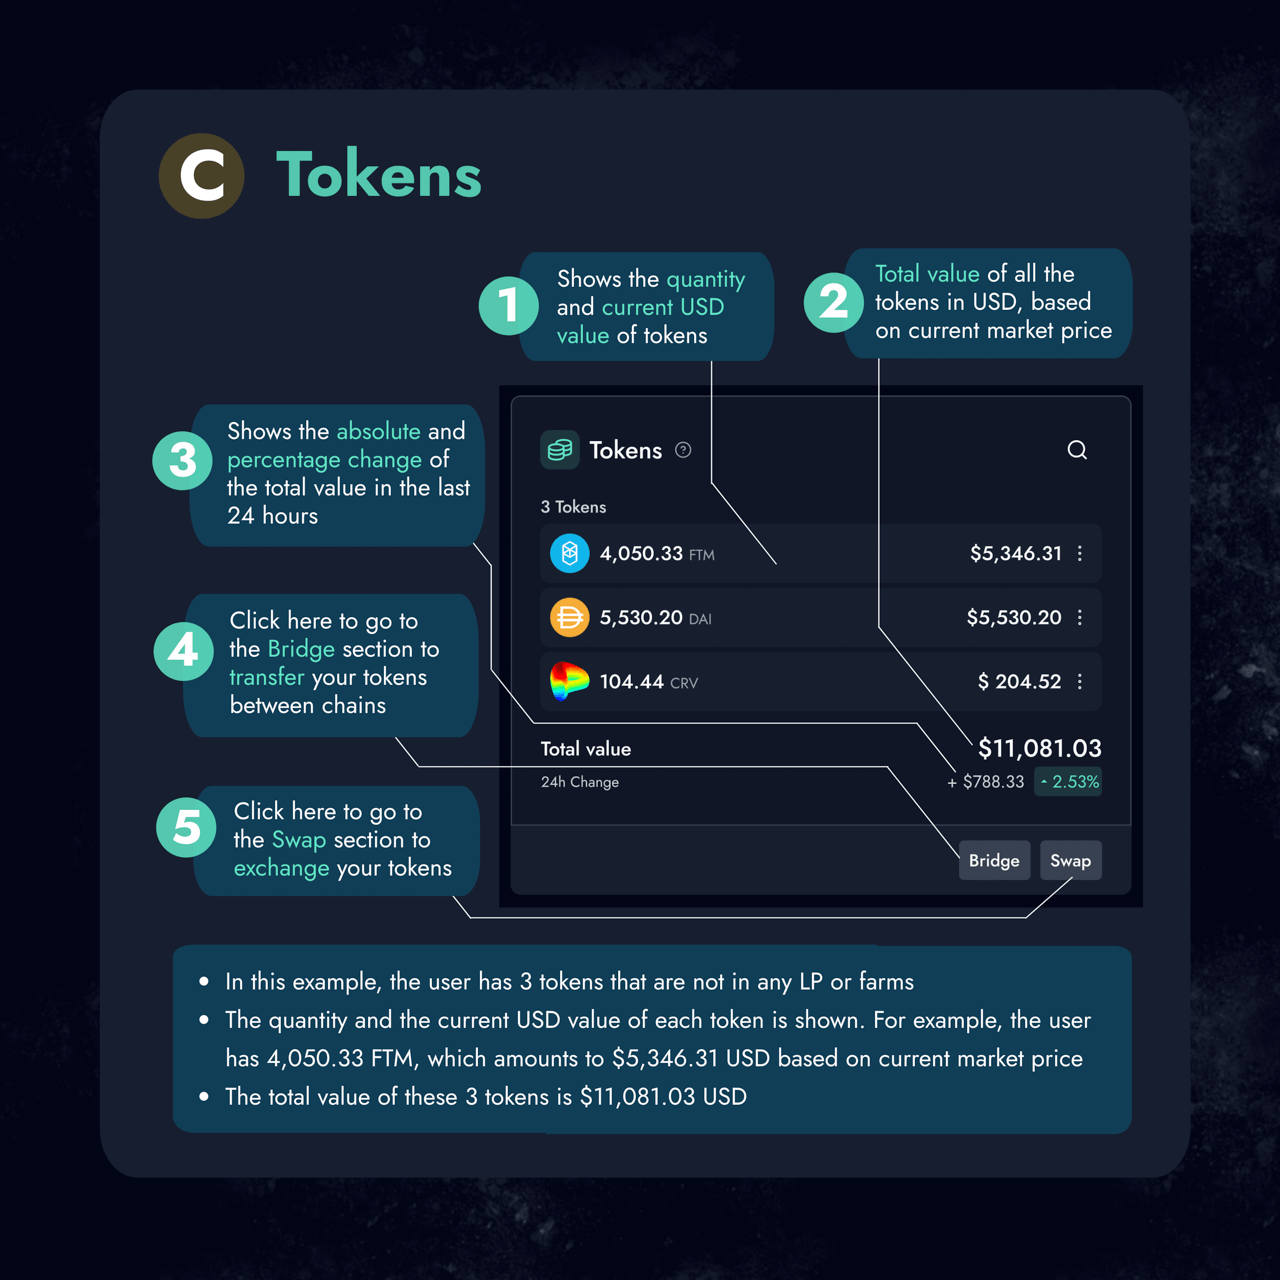 C Tokens
1
Shows the quantity
and current USD
value of tokens
2
Total value of all the
tokens in USD, based
on current market price
3
Shows the absolute and
percentage change of
the total value in the last
24 hours
4
Click here to go to
the Bridge section to
transfer your tokens
between chains
5
Click here to go to
the Swap section to
exchange your tokens
Tokens ?
3 Tokens
4,050.33 FTM $5,346.31
5,530.20 DAI $5,530.20
104.44 CRV $ 204.52
Total value $11,081.03
24h Change + $788.33 2.53%
Bridge Swap
• In this example, the user has 3 tokens that are not in any LP or farms
• The quantity and the current USD value of each token is shown. For example, the user
has 4,050.33 FTM, which amounts to $5,346.31 USD based on current market price
• The total value of these 3 tokens is $11,081.03 USD